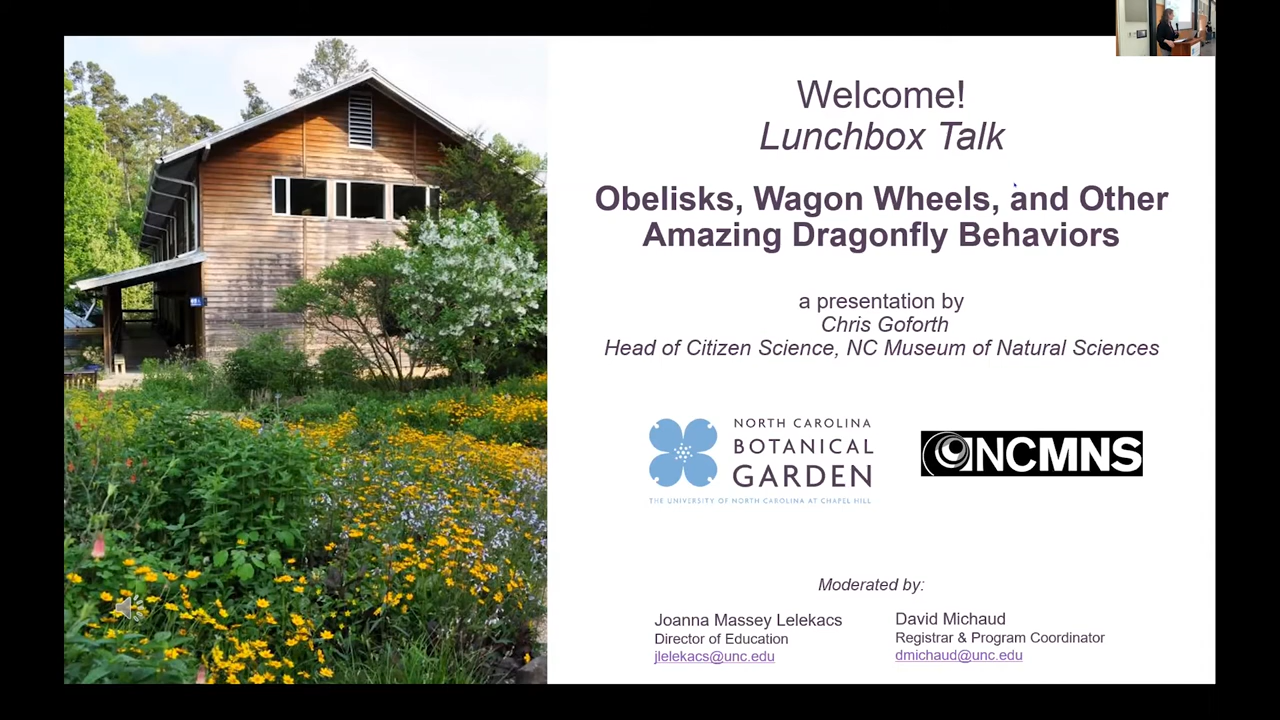 Welcome!
Lunchbox Talk
Obelisks, Wagon Wheels, and Other
Amazing Dragonfly Behaviors
a presentation by
Chris Goforth
Head of Citizen Science, NC Museum of Natural Sciences
NORTH CAROLINA
BOTANICAL
GARDEN
THE UNIVERSITY OF NORTH CAROLINA AT CHAPEL HILL
NCMNS
Moderated by:
Joanna Massey Lelekacs
Director of Education
jlelekacs@unc.edu
David Michaud
Registrar & Program Coordinator
dmichaud@unc.edu